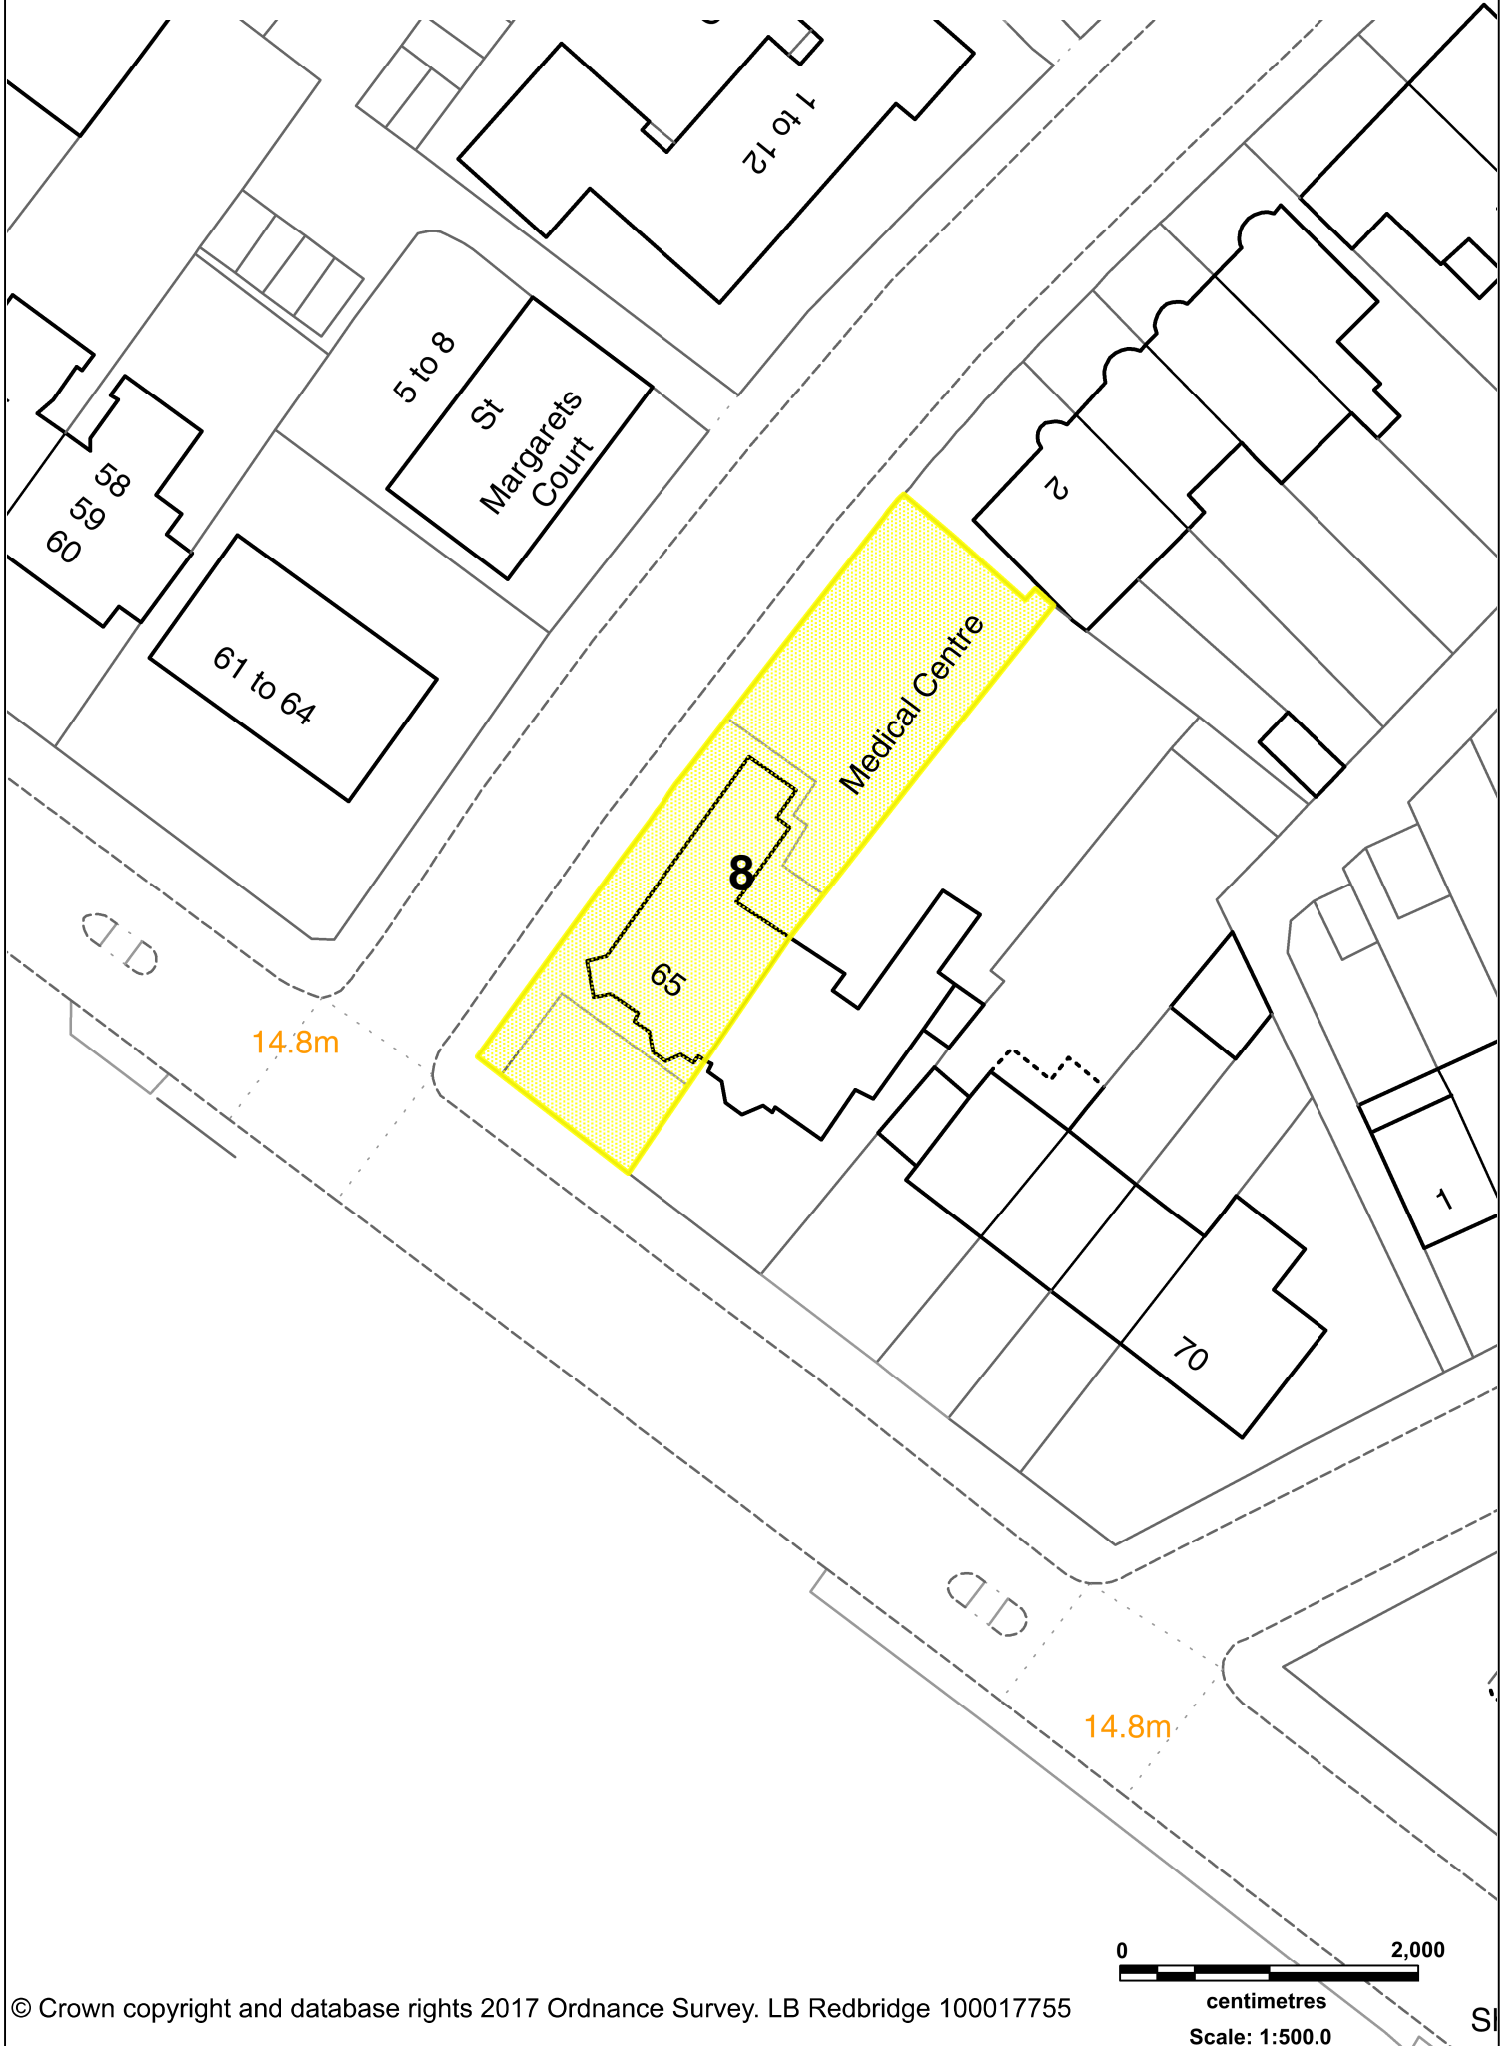 1 to 12
5 to 8
St
Margarets
Court
58
59
60
2
61 to 64
Medical Centre
8
65
14.8m
1
70
14.8m
0 2,000
centimetres
Scale: 1:500.0
© Crown copyright and database rights 2017 Ordnance Survey. LB Redbridge 100017755